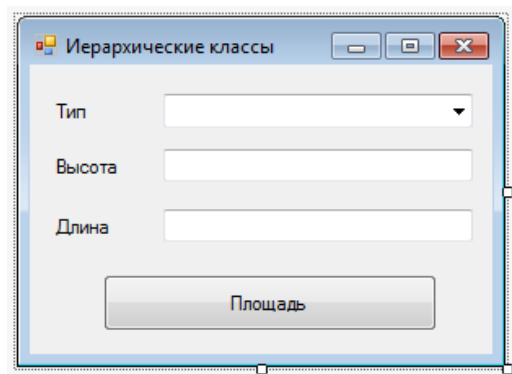 Иерархические классы
Тип
Высота
Длина
Площадь